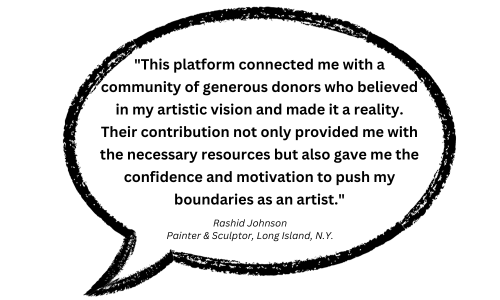 "This platform connected me with a
community of generous donors who believed
in my artistic vision and made it a reality.
Their contribution not only provided me with
the necessary resources but also gave me the
confidence and motivation to push my
boundaries as an artist."
Rashid Johnson
Painter & Sculptor, Long Island, N.Y.